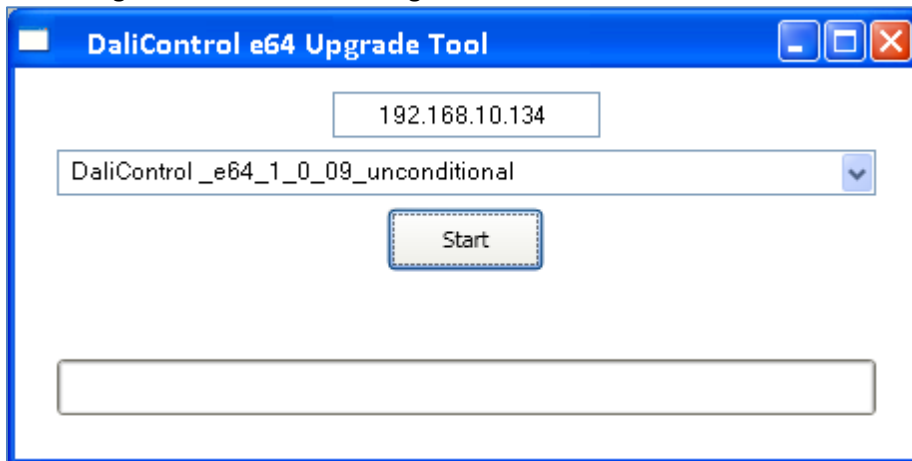 DaliControl e64 Upgrade Tool
192.168.10.134
DaliControl _e64_1_0_09_unconditional
Start